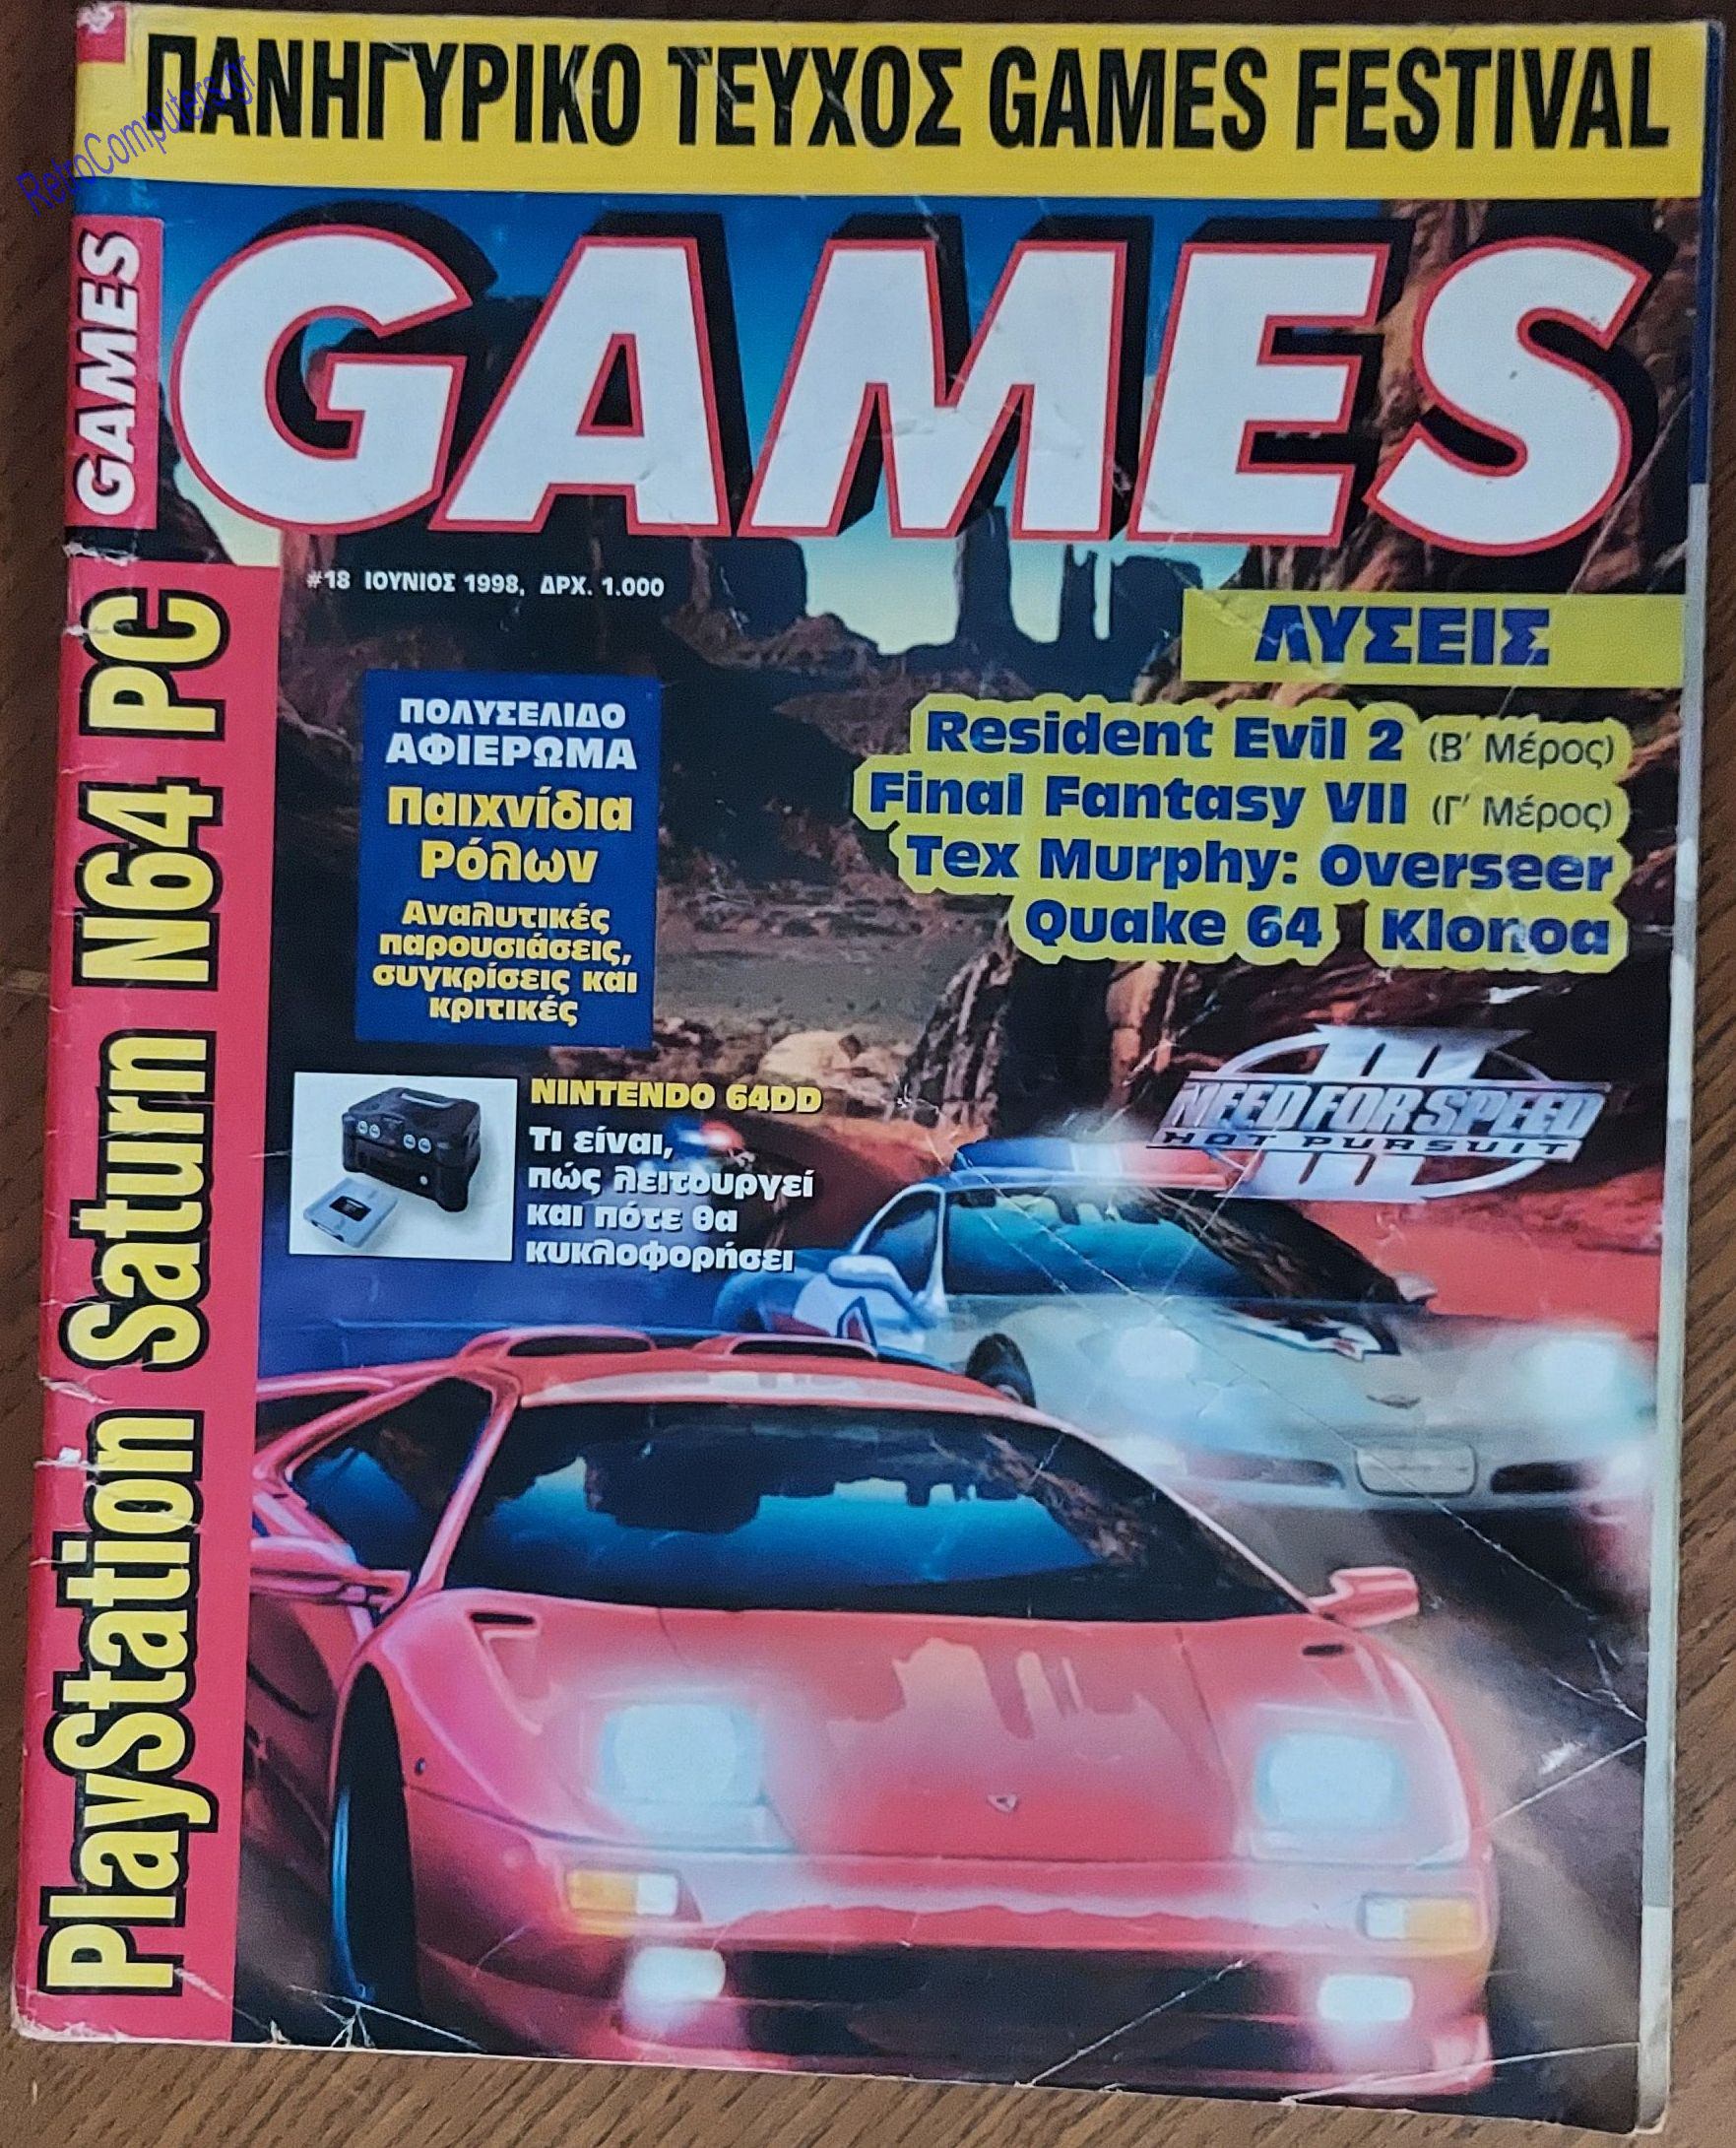 ΠΑΝΗΓΥΡΙΚΟ ΤΕΥΧΟΣ GAMES FESTIVAL
RetroComputers.gr
GAMES
GAMES
#18 ΙΟΥΝΙΟΣ 1998, ΔΡΧ. 1.000
PlayStation Saturn N64 PC
ΛΥΣΕΙΣ
Resident Evil 2 (Β' Μέρος)
Final Fantasy VII (Γ' Μέρος)
Tex Murphy: Overseer
Quake 64 Klonoa
ΠΟΛΥΣΕΛΙΔΟ
ΑΦΙΕΡΩΜΑ
Παιχνίδια
Ρόλων
Αναλυτικές
παρουσιάσεις,
συγκρίσεις και
κριτικές
NINTENDO 64DD
Τι είναι,
πώς λειτουργεί
και πότε θα
κυκλοφορήσει
III
NEED FOR SPEED
HOT PURSUIT